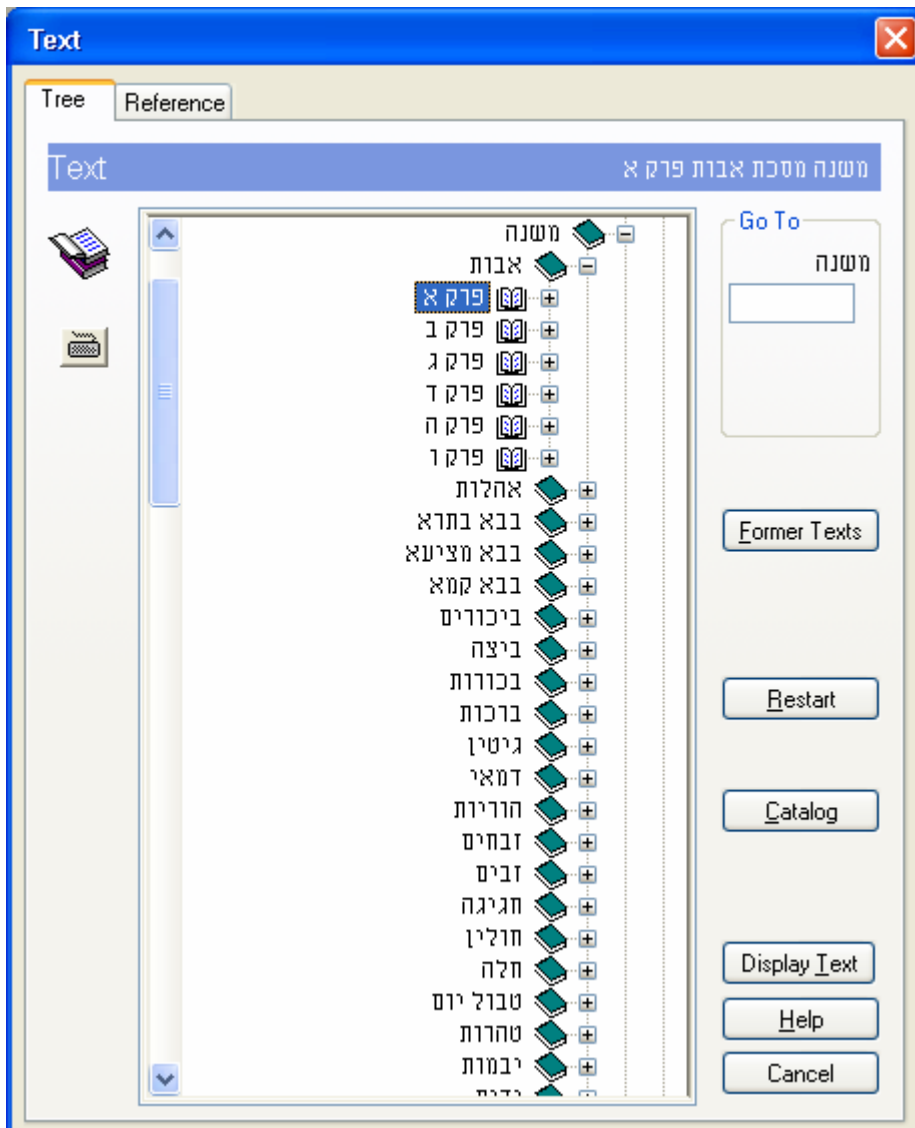 Text
Tree
Reference
Text
משנה מסכת אבות פרק א
משנה
אבות
פרק א
פרק ב
פרק ג
פרק ד
פרק ה
פרק ו
אהלות
בבא בתרא
בבא מציעא
בבא קמא
ביכורים
ביצה
בכורות
ברכות
גיטין
דמאי
הוריות
זבחים
זבים
חגיגה
חולין
חלה
טבול יום
טהרות
יבמות
Go To
משנה
Former Texts
Restart
Catalog
Display Text
Help
Cancel